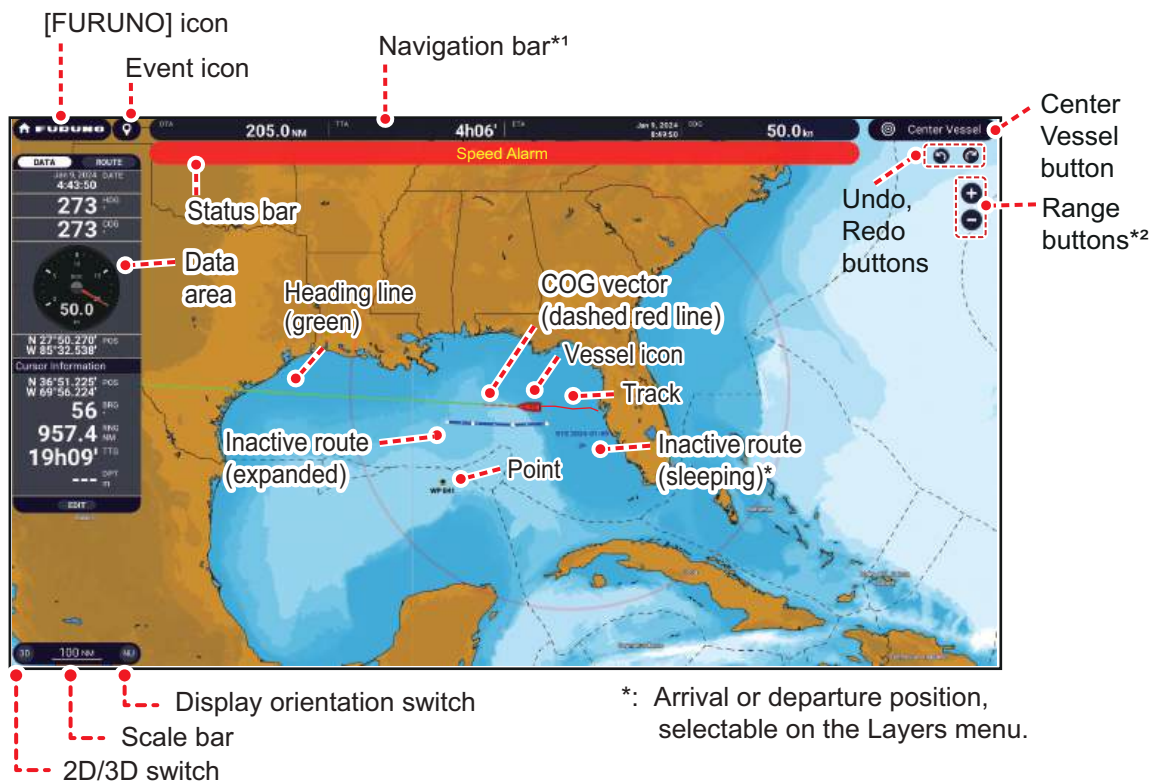 [FURUNO] icon
Event icon
Navigation bar*1
Center
Vessel
button
FURUNO
DTA 205.0 NM TTA 4h06' ETA Jan 9, 2024 8:49:50 SOG 50.0 kn
Center Vessel
Speed Alarm
DATA ROUTE
Jan 9, 2024 DATE
4:43:50
273 HDG
273 COG
50.0
N 27°50.270' POS
W 85°32.538'
Cursor Information
N 36°51.225' POS
W 69°56.224'
56 BRG
957.4 RNG NM
19h09' TTG
--- DPT m
EDIT
Status bar
Undo,
Redo
buttons
Range
buttons*2
Data
area
Heading line
(green)
COG vector
(dashed red line)
Vessel icon
Track
Inactive route
(expanded)
Inactive route
(sleeping)*
Point
3D 100 NM NU
Display orientation switch
Scale bar
2D/3D switch
*: Arrival or departure position,
selectable on the Layers menu.